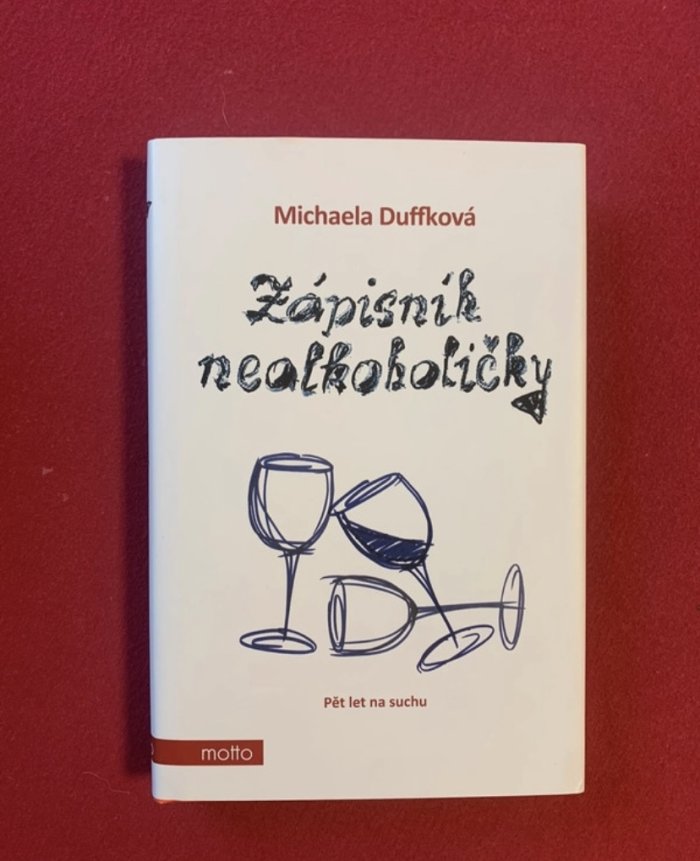 Michaela Duffková
Zápisník
nealkoholičky
Pět let na suchu
motto